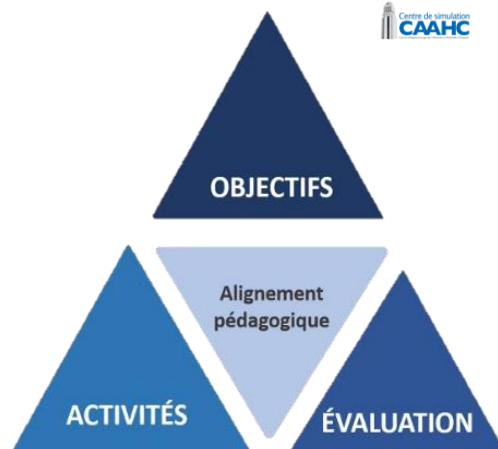 Centre de simulation
CAAHC
OBJECTIFS
Alignement
pédagogique
ACTIVITÉS
ÉVALUATION